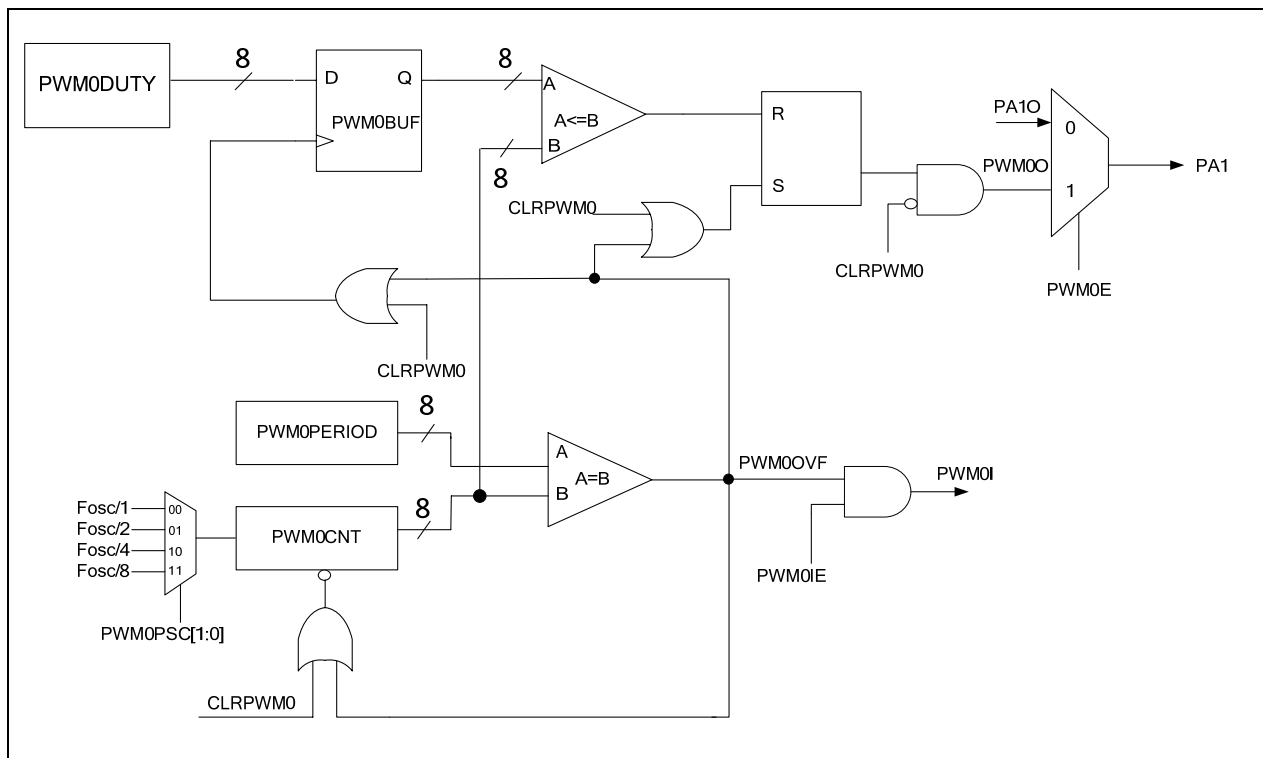 PWM0DUTY
8
D
Q
PWM0BUF
8
A
A<=B
B
8
R
S
PA1O
0
PWM0O
1
PA1
CLRPWM0
CLRPWM0
PWM0E
CLRPWM0
PWM0PERIOD
8
A
A=B
B
PWM0OVF
PWM0I
PWM0IE
Fosc/1
00
Fosc/2
01
Fosc/4
10
Fosc/8
11
PWM0CNT
8
PWM0PSC[1:0]
CLRPWM0